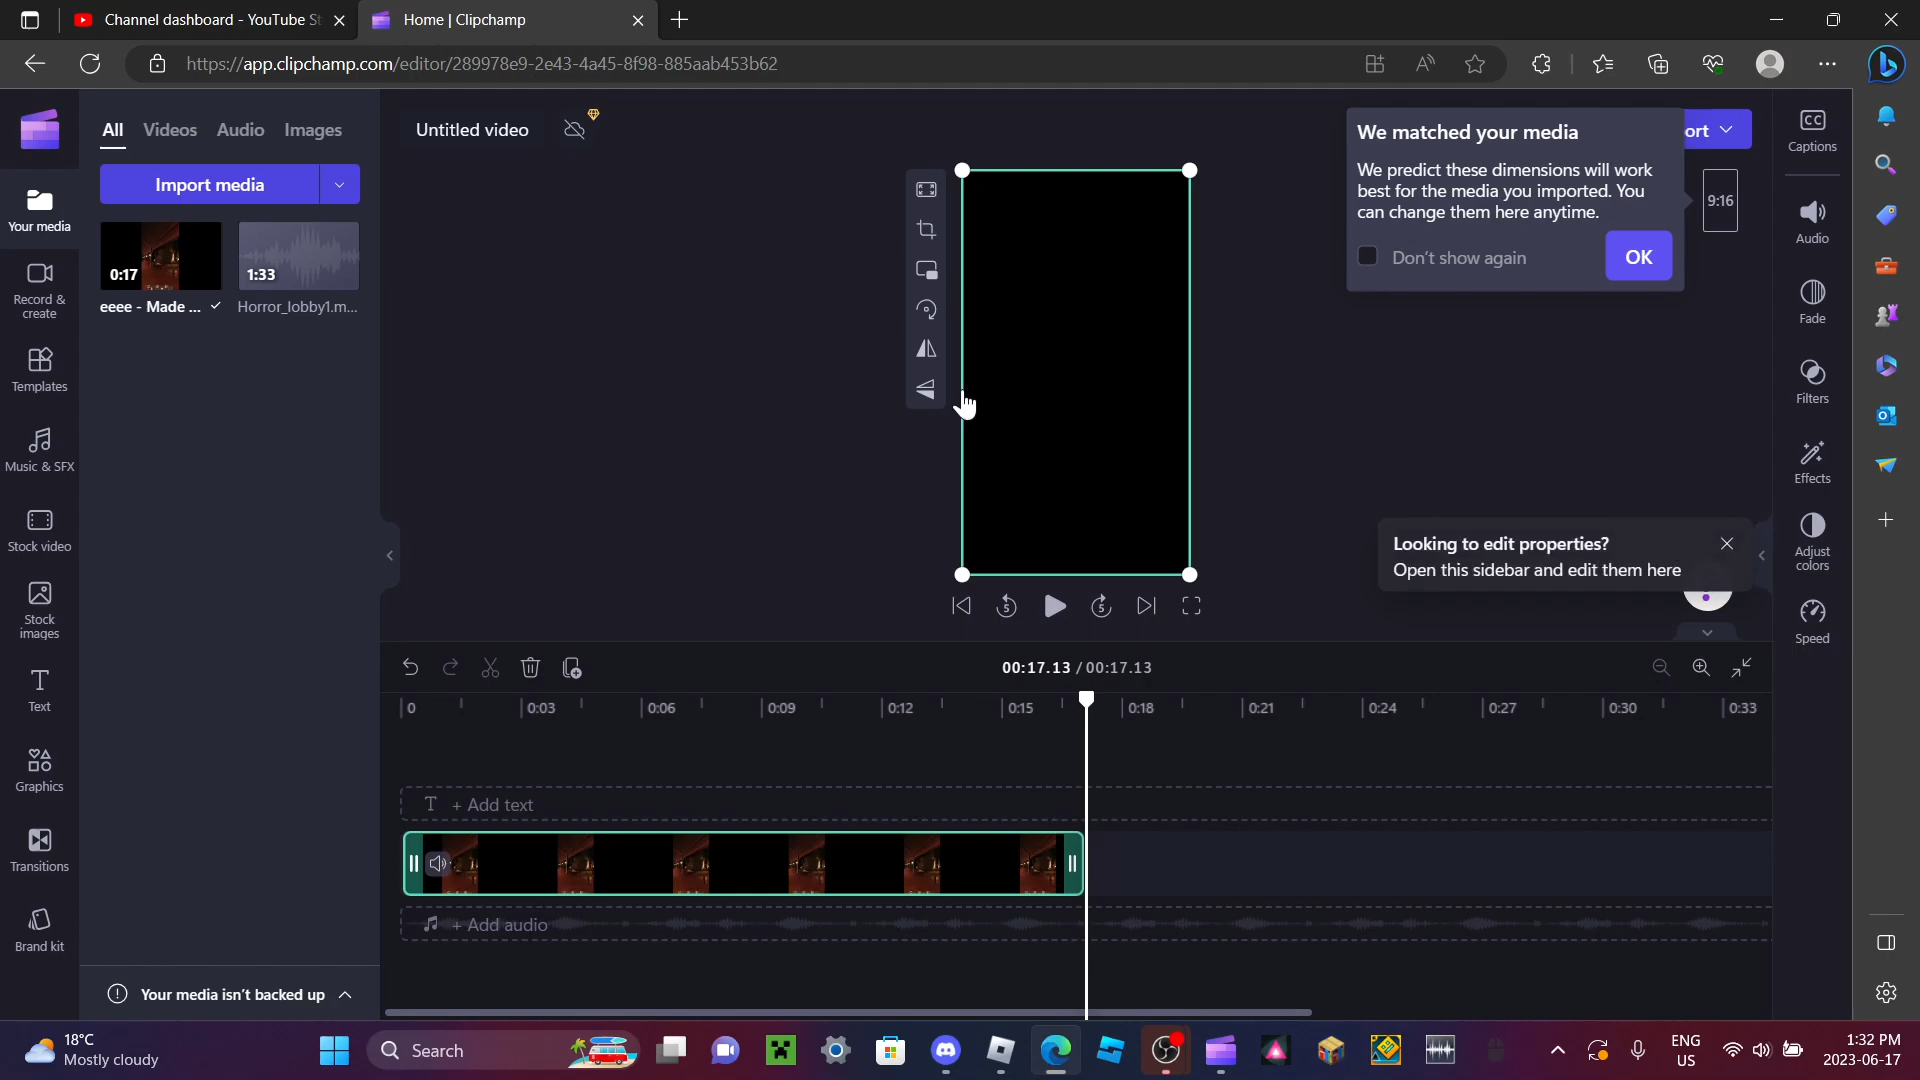 Channel dashboard - YouTube St
Home | Clipchamp
https://app.clipchamp.com/editor/289978e9-2e43-4a45-8f98-885aab453b62
All Videos Audio Images
Import media
0:17
1:33
eeee - Made ...
Horror_lobby1.m...
Your media
Record & create
Templates
Music & SFX
Stock video
Stock images
Text
Graphics
Transitions
Brand kit
Your media isn't backed up
Untitled video
We matched your media
We predict these dimensions will work
best for the media you imported. You
can change them here anytime.
Don't show again
OK
ort
9:16
Looking to edit properties?
Open this sidebar and edit them here
CC
Captions
Audio
Fade
Filters
Effects
Adjust colors
Speed
5
5
00:17.13 / 00:17.13
0 0:03 0:06 0:09 0:12 0:15 0:18 0:21 0:24 0:27 0:30 0:33
T + Add text
+ Add audio
18°C
Mostly cloudy
Search
ENG
US
1:32 PM
2023-06-17